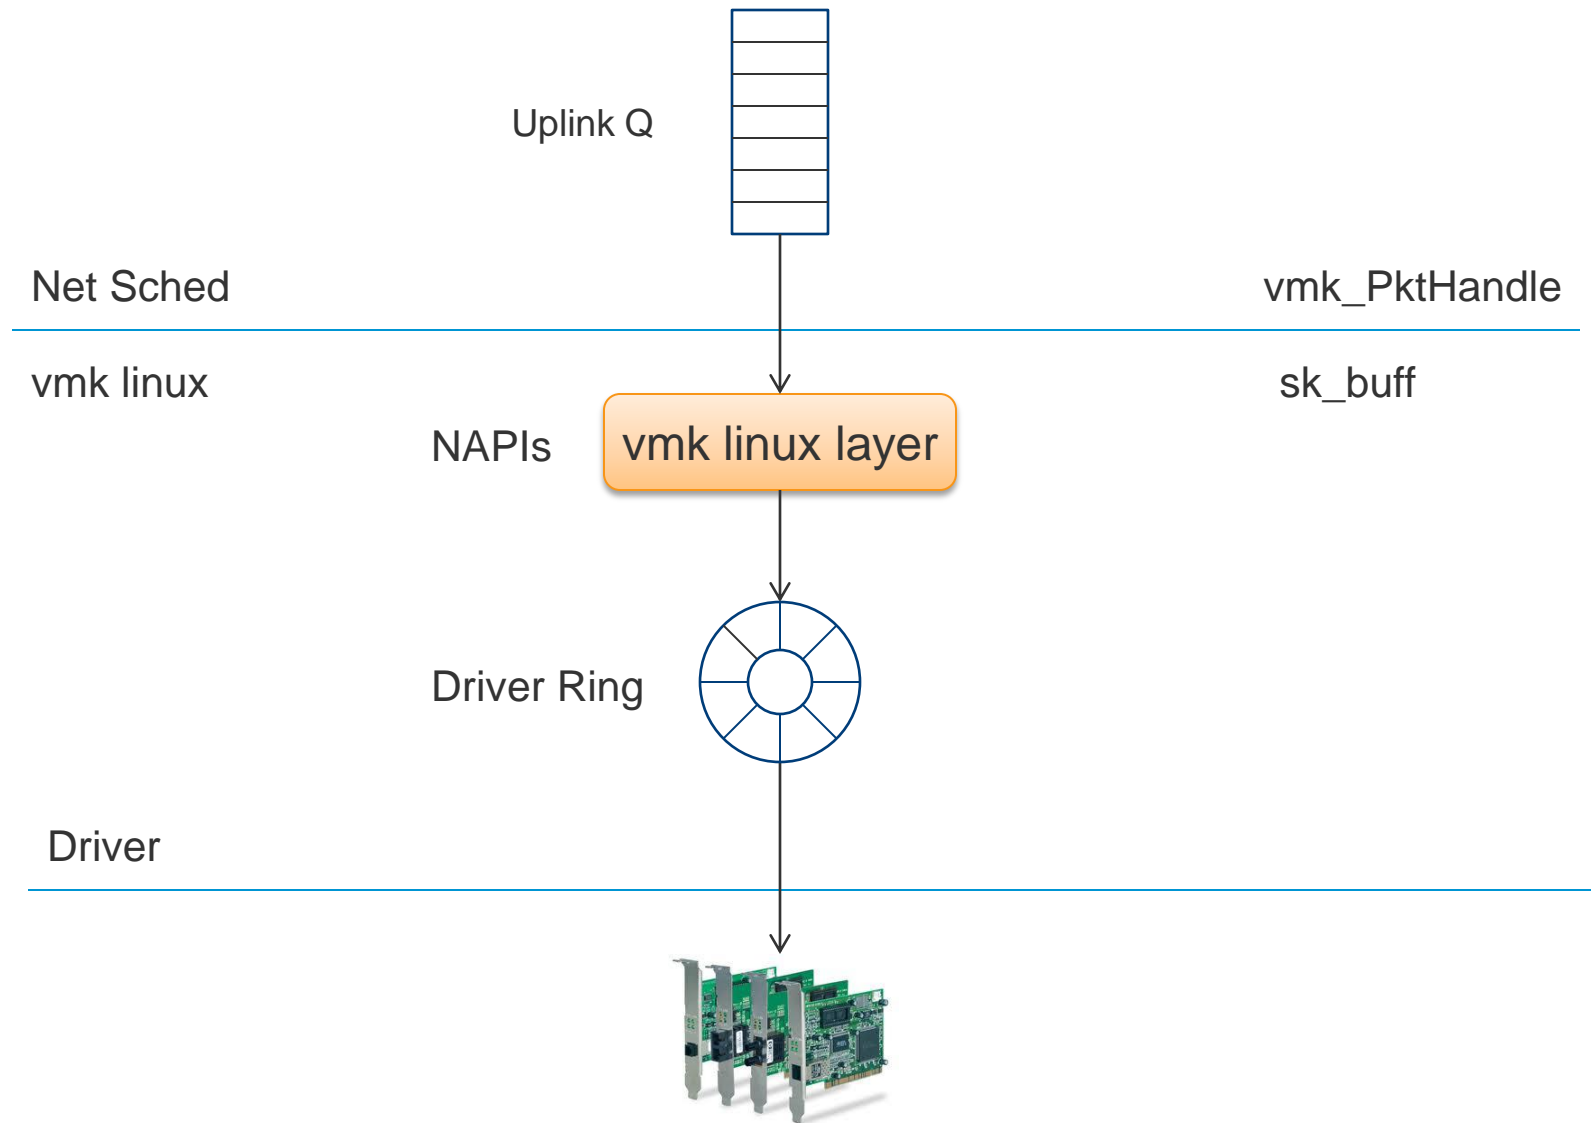 Uplink Q
Net Sched
vmk_PktHandle
vmk linux
sk_buff
NAPIs
vmk linux layer
Driver Ring
Driver